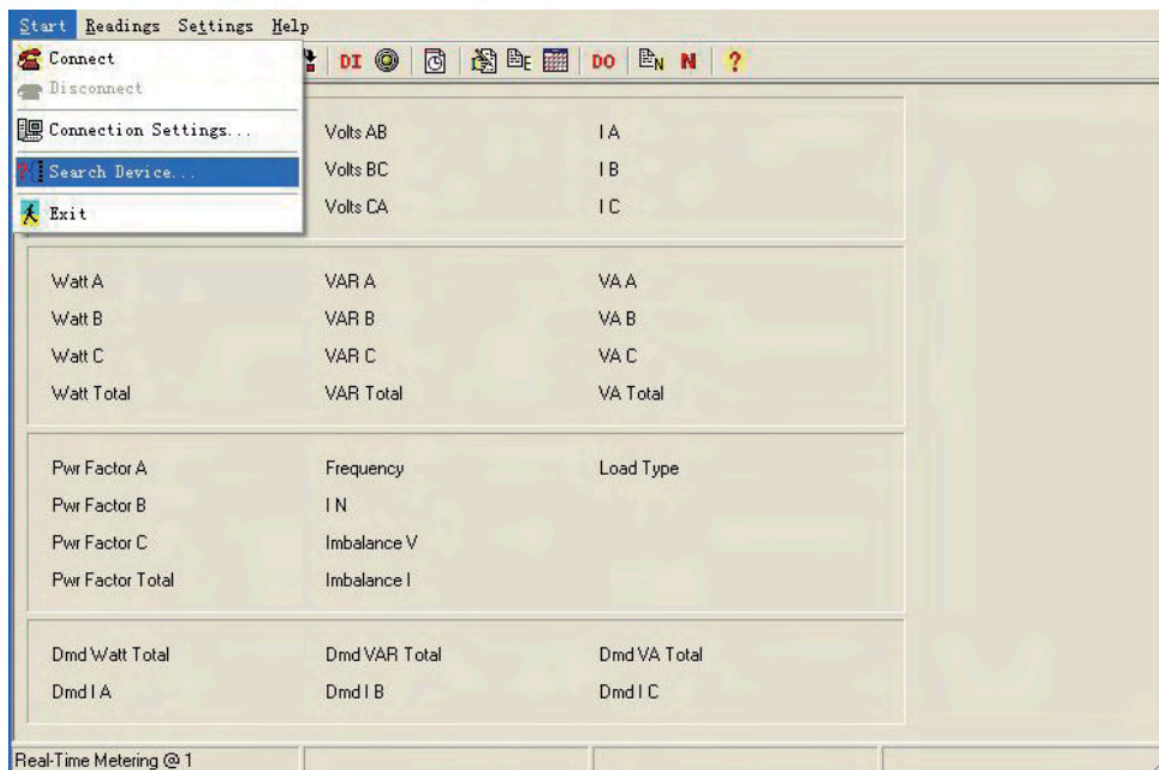 Start Readings Settings Help
Connect
DI E DO N N ?
Disconnect
Connection Settings... Volts AB I A
Search Device... Volts BC I B
Exit Volts CA I C
Watt A VAR A VA A
Watt B VAR B VA B
Watt C VAR C VA C
Watt Total VAR Total VA Total
Pwr Factor A Frequency Load Type
Pwr Factor B I N
Pwr Factor C Imbalance V
Pwr Factor Total Imbalance I
Dmd Watt Total Dmd VAR Total Dmd VA Total
Dmd I A Dmd I B Dmd I C
Real-Time Metering @ 1